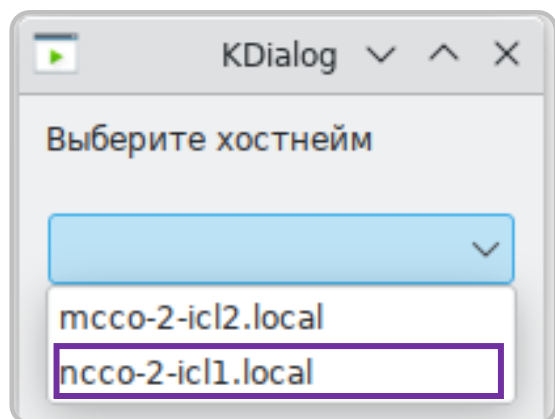 KDialog
Выберите хостнейм
mcco-2-icl2.local
ncco-2-icl1.local